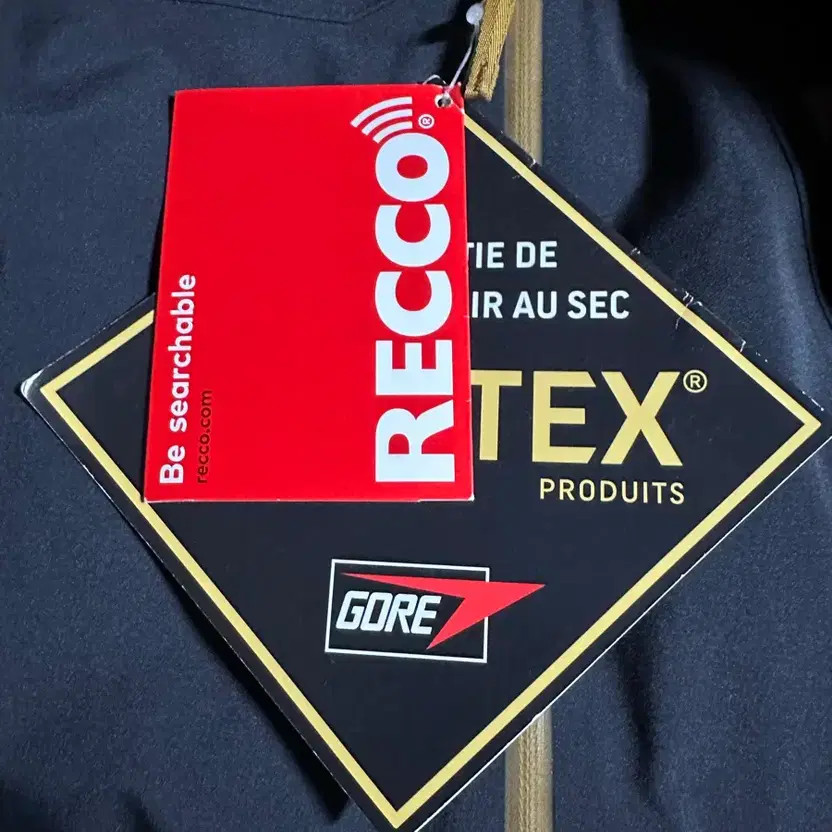 RECCO®
Be searchable
recco.com
TIE DE
IR AU SEC
TEX®
PRODUITS
GORE